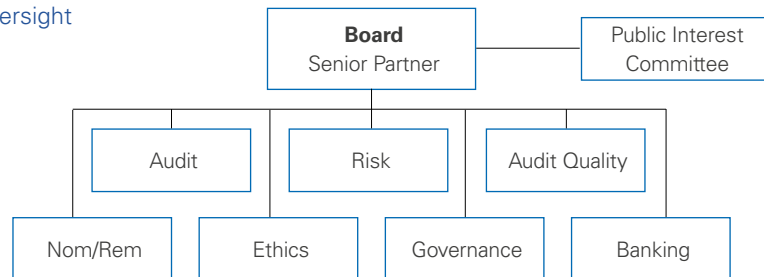 ersight
Board
Senior Partner
Public Interest
Committee
Audit
Risk
Audit Quality
Nom/Rem
Ethics
Governance
Banking